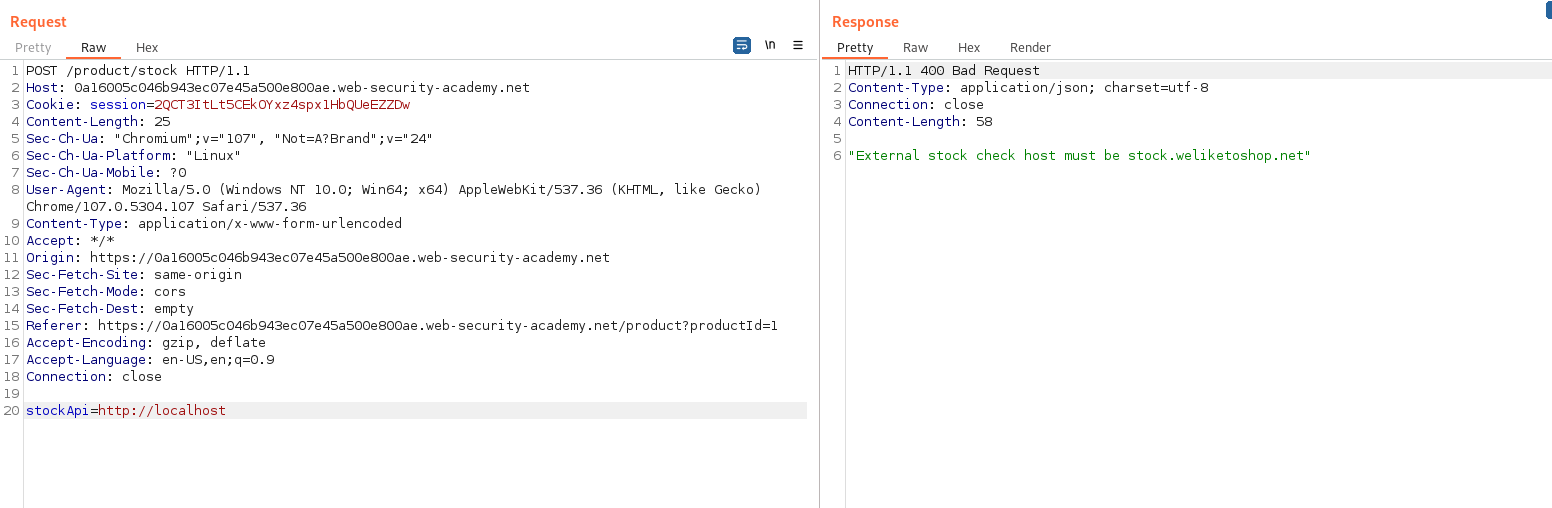 Request
Pretty Raw Hex
\n
1 POST /product/stock HTTP/1.1
2 Host: 0a16005c046b943ec07e45a500e800ae.web-security-academy.net
3 Cookie: session=2QCT3ItLt5CEkOYxz4spx1HbQUeEZZDw
4 Content-Length: 25
5 Sec-Ch-Ua: "Chromium";v="107", "Not=A?Brand";v="24"
6 Sec-Ch-Ua-Platform: "Linux"
7 Sec-Ch-Ua-Mobile: ?0
8 User-Agent: Mozilla/5.0 (Windows NT 10.0; Win64; x64) AppleWebKit/537.36 (KHTML, like Gecko)
Chrome/107.0.5304.107 Safari/537.36
9 Content-Type: application/x-www-form-urlencoded
10 Accept: */*
11 Origin: https://0a16005c046b943ec07e45a500e800ae.web-security-academy.net
12 Sec-Fetch-Site: same-origin
13 Sec-Fetch-Mode: cors
14 Sec-Fetch-Dest: empty
15 Referer: https://0a16005c046b943ec07e45a500e800ae.web-security-academy.net/product?productId=1
16 Accept-Encoding: gzip, deflate
17 Accept-Language: en-US,en;q=0.9
18 Connection: close
19
20 stockApi=http://localhost
Response
Pretty Raw Hex Render
1 HTTP/1.1 400 Bad Request
2 Content-Type: application/json; charset=utf-8
3 Connection: close
4 Content-Length: 58
5
6 "External stock check host must be stock.weliketoshop.net"